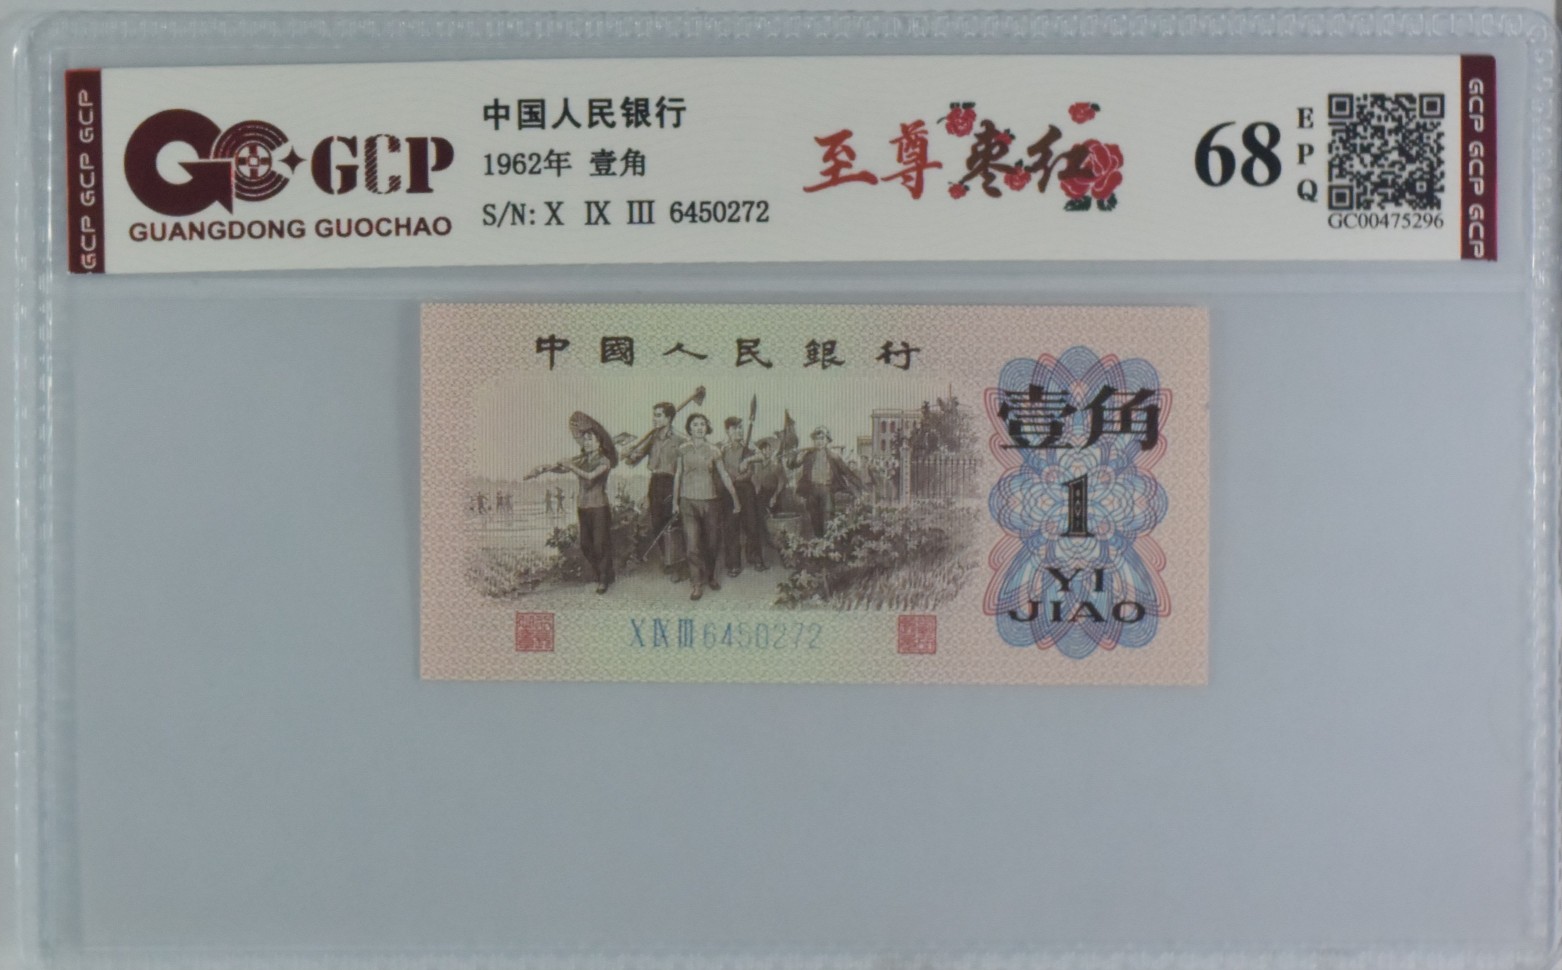 GCP GCP GCP
GCP
GUANGDONG GUOCHAO
中国人民银行
1962年 壹角
S/N: X IX III 6450272
至尊枣红
68
EPQ
GC00475296
GCP GCP GCP
中國人民銀行
壹角
1
YI
JIAO
X IX III 6450272